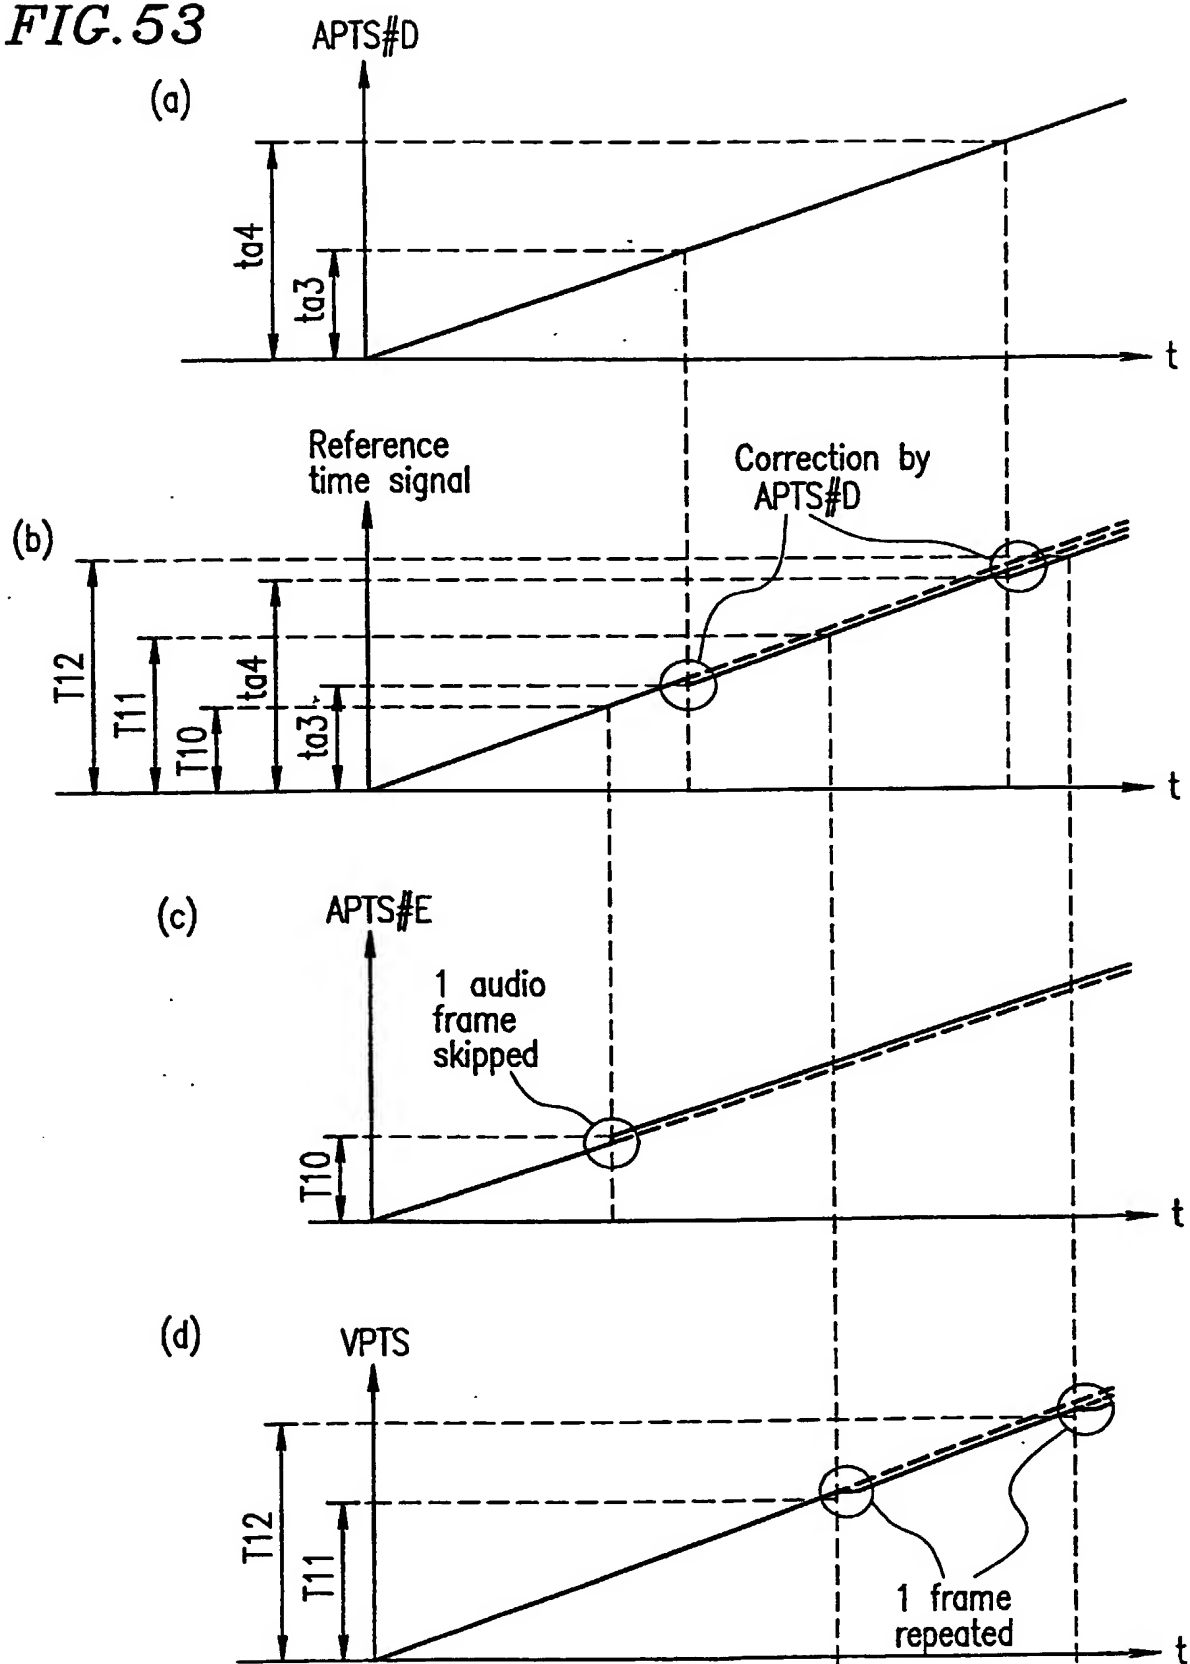 FIG.53
APTS#D
(a)
ta4
ta3
t
Reference
time signal
Correction by
APTS#D
(b)
T12
T11
T10
ta4
ta3
t
(c)
APTS#E
1 audio
frame
skipped
T10
t
(d)
VPTS
T12
T11
1 frame
repeated
t